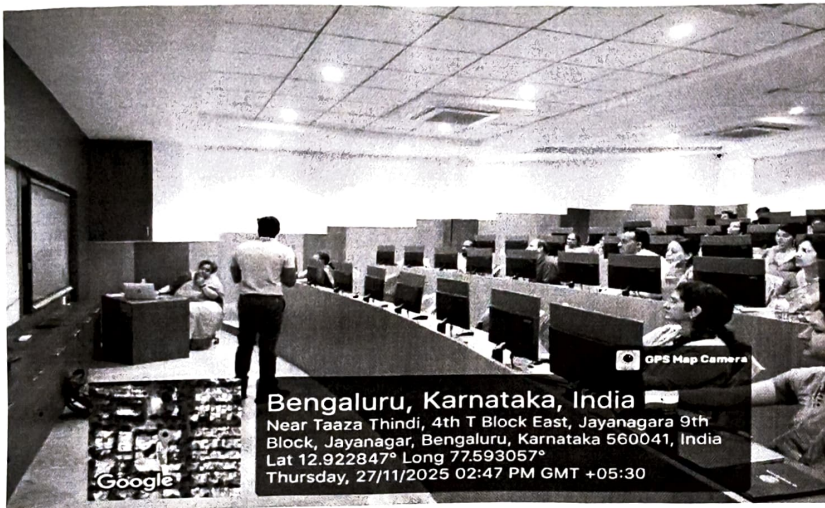 GPS Map Camera
Bengaluru, Karnataka, India
Near Taaza Thindi, 4th T Block East, Jayanagara 9th
Block, Jayanagar, Bengaluru, Karnataka 560041, India
Lat 12.922847° Long 77.593057°
Thursday, 27/11/2025 02:47 PM GMT +05:30
Google